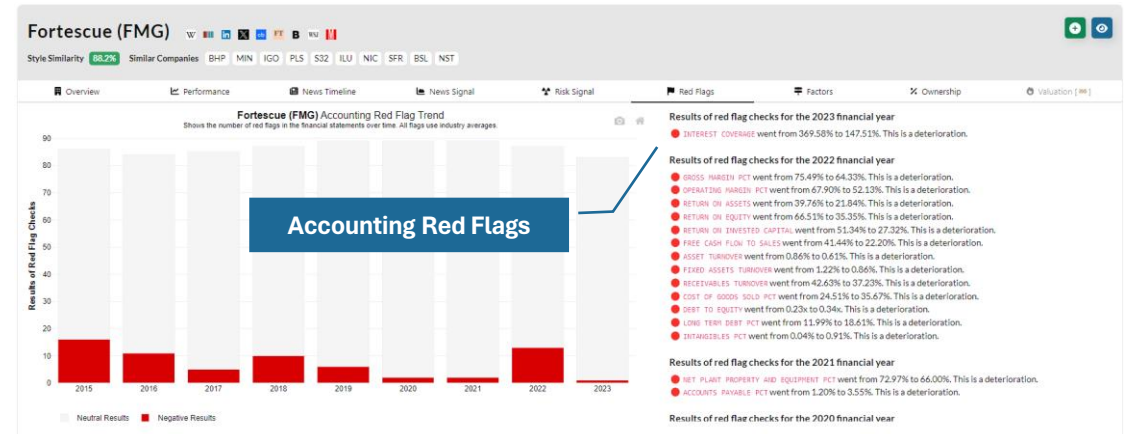 Fortescue (FMG)
Style Similarity 88.2% Similar Companies BHP MIN IGO PLS S32 ILU NIC SFR BSL NST
Overview Performance News Timeline News Signal Risk Signal Red Flags Factors Ownership Valuation
Fortescue (FMG) Accounting Red Flag Trend
Shows the number of red flags in the financial statements over time. All flags use industry averages.
Results of Red Flag Checks
90
80
70
60
50
40
30
20
10
0
2015 2016 2017 2018 2019 2020 2021 2022 2023
Neutral Results Negative Results
Accounting Red Flags
Results of red flag checks for the 2023 financial year
INTEREST COVERAGE went from 369.58% to 147.51%. This is a deterioration.
Results of red flag checks for the 2022 financial year
GROSS MARGIN PCT went from 75.49% to 64.33%. This is a deterioration.
OPERATING MARGIN PCT went from 67.90% to 52.13%. This is a deterioration.
RETURN ON ASSETS went from 39.76% to 21.84%. This is a deterioration.
RETURN ON EQUITY went from 66.51% to 35.35%. This is a deterioration.
RETURN ON INVESTED CAPITAL went from 51.34% to 27.32%. This is a deterioration.
FREE CASH FLOW TO SALES went from 41.44% to 22.20%. This is a deterioration.
ASSET TURNOVER went from 0.86% to 0.61%. This is a deterioration.
FIXED ASSETS TURNOVER went from 1.22% to 0.86%. This is a deterioration.
RECEIVABLES TURNOVER went from 42.63% to 37.23%. This is a deterioration.
COST OF GOODS SOLD PCT went from 24.51% to 35.67%. This is a deterioration.
DEBT TO EQUITY went from 0.23x to 0.34x. This is a deterioration.
LONG TERM DEBT PCT went from 11.99% to 18.61%. This is a deterioration.
INTANGIBLES PCT went from 0.04% to 0.91%. This is a deterioration.
Results of red flag checks for the 2021 financial year
NET PLANT PROPERTY AND EQUIPMENT PCT went from 72.97% to 66.00%. This is a deterioration.
ACCOUNTS PAYABLE PCT went from 1.20% to 3.55%. This is a deterioration.
Results of red flag checks for the 2020 financial year